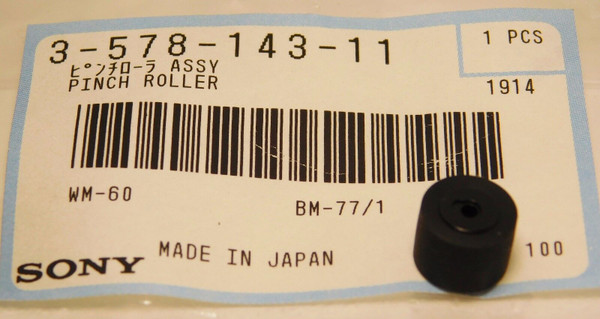 3-578-143-11
1 PCS
ピンチローラ ASSY
PINCH ROLLER
1914
WM-60
BM-77/1
SONY
MADE IN JAPAN
100